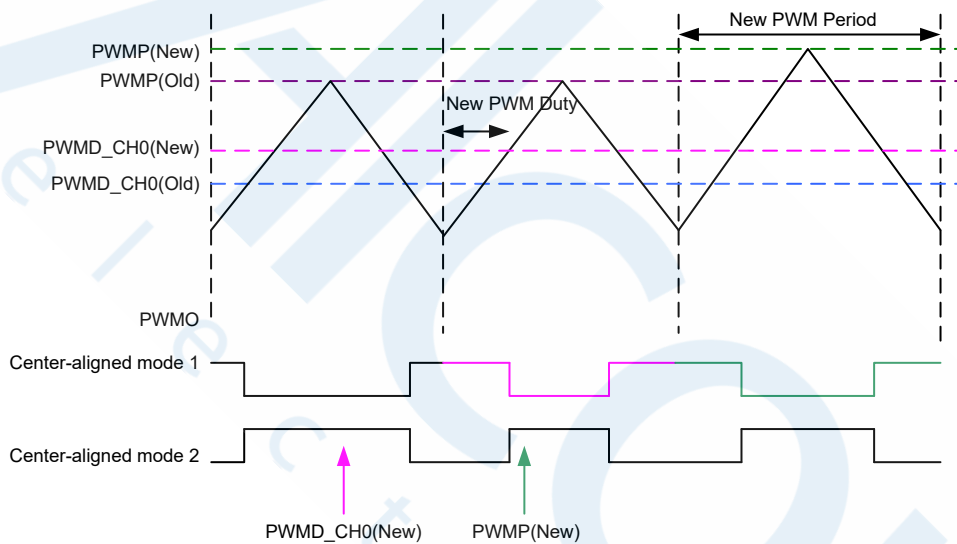 New PWM Period
PWMP(New)
PWMP(Old)
New PWM Duty
PWMD_CH0(New)
PWMD_CH0(Old)
PWMO
Center-aligned mode 1
Center-aligned mode 2
PWMD_CH0(New)
PWMP(New)
e l e c t